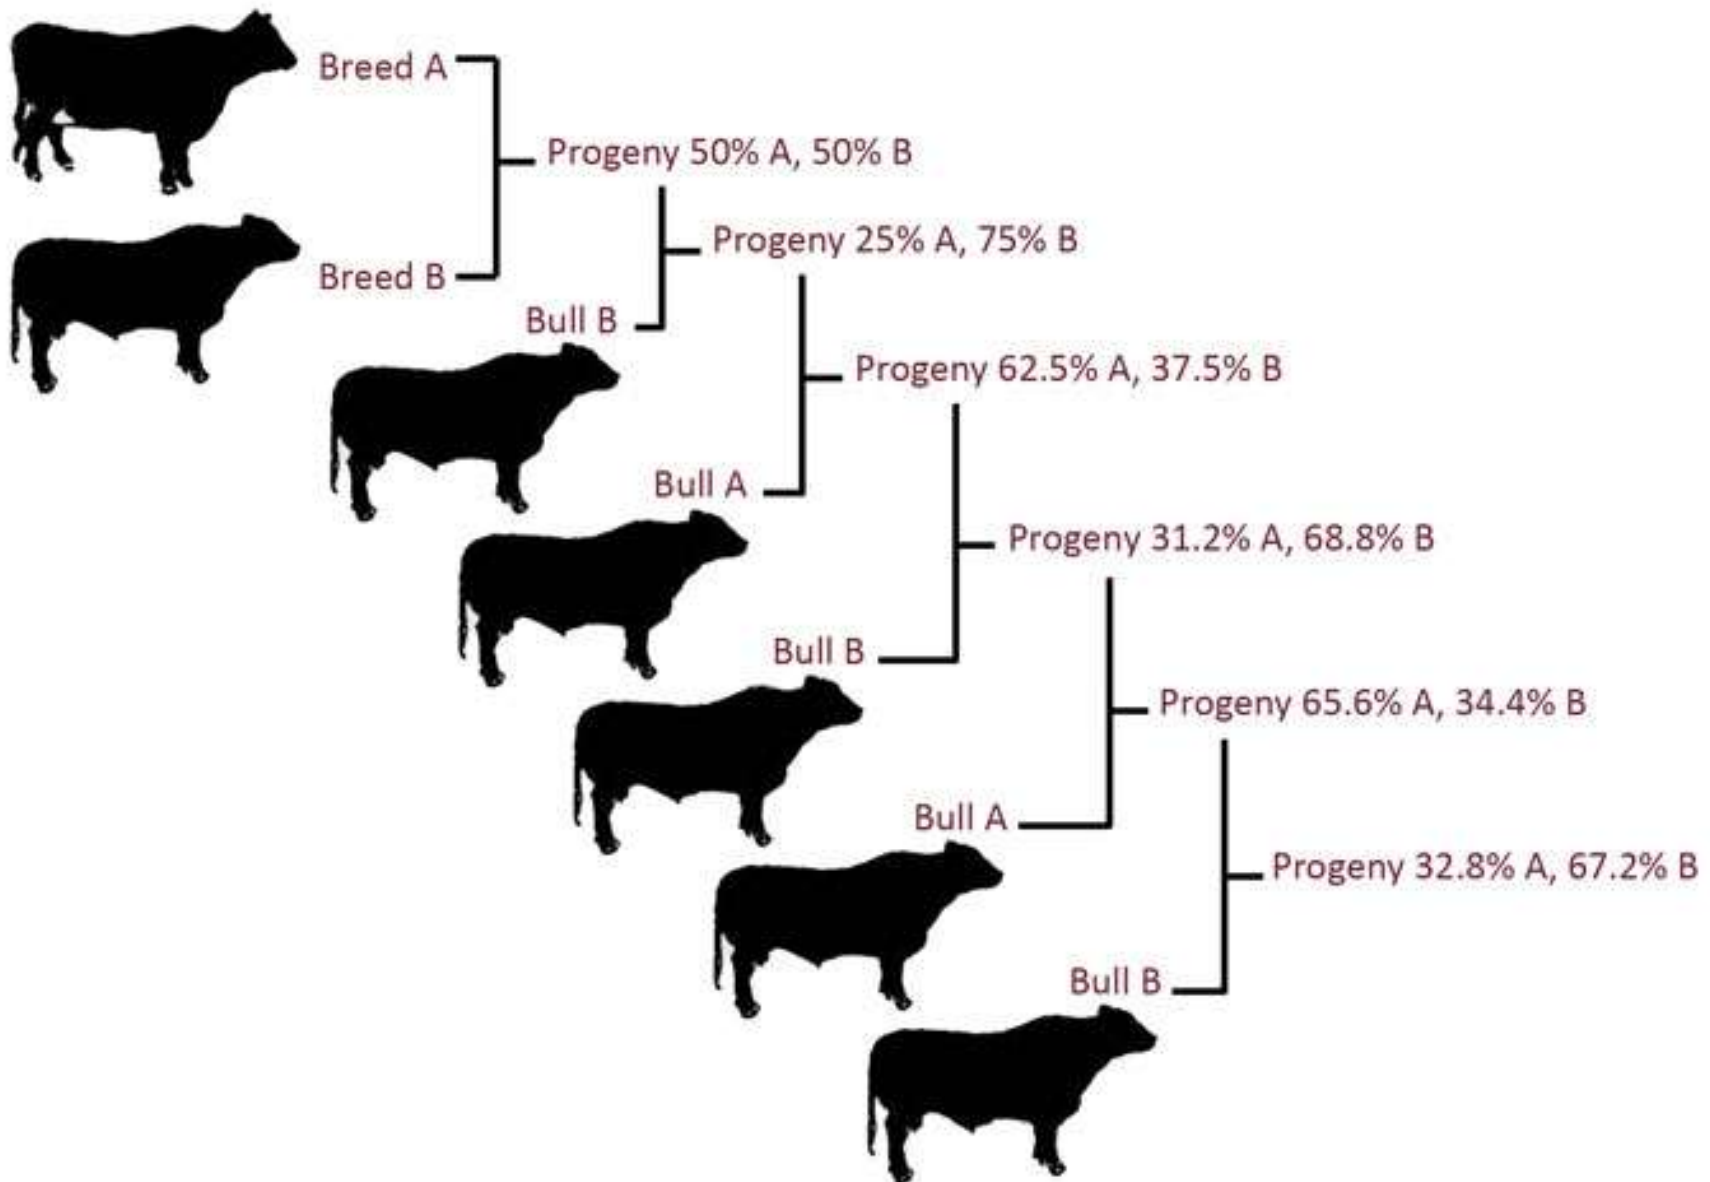 Breed A
Progeny 50% A, 50% B
Progeny 25% A, 75% B
Breed B
Bull B
Progeny 62.5% A, 37.5% B
Bull A
Progeny 31.2% A, 68.8% B
Bull B
Progeny 65.6% A, 34.4% B
Bull A
Progeny 32.8% A, 67.2% B
Bull B